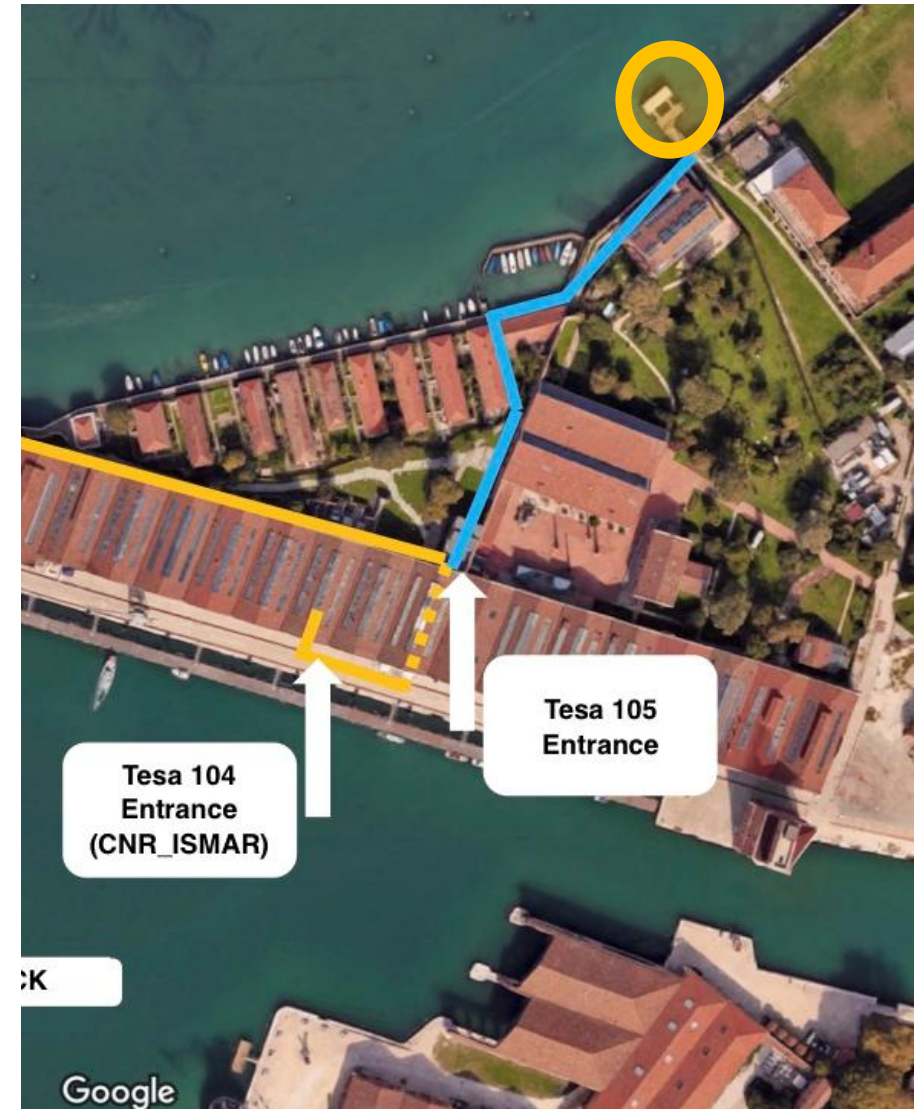 Tesa 105
Entrance
Tesa 104
Entrance
(CNR_ISMAR)
CK
Google